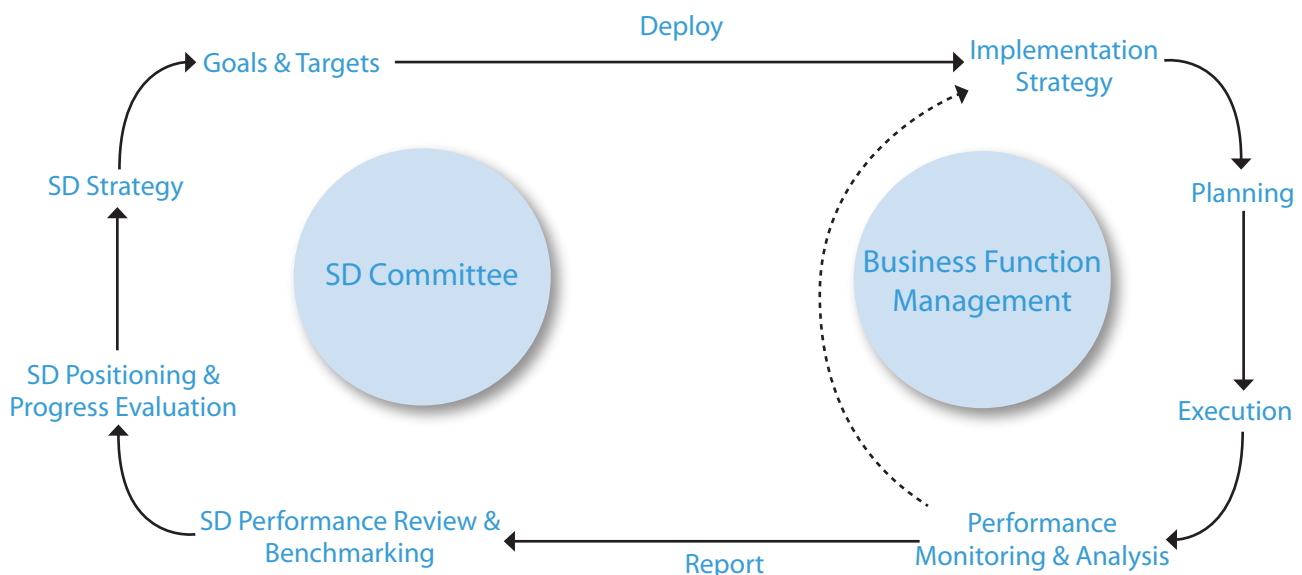 Deploy
Goals & Targets
Implementation
Strategy
SD Strategy
Planning
SD Committee
Business Function
Management
SD Positioning &
Progress Evaluation
Execution
SD Performance Review &
Benchmarking
Report
Performance
Monitoring & Analysis